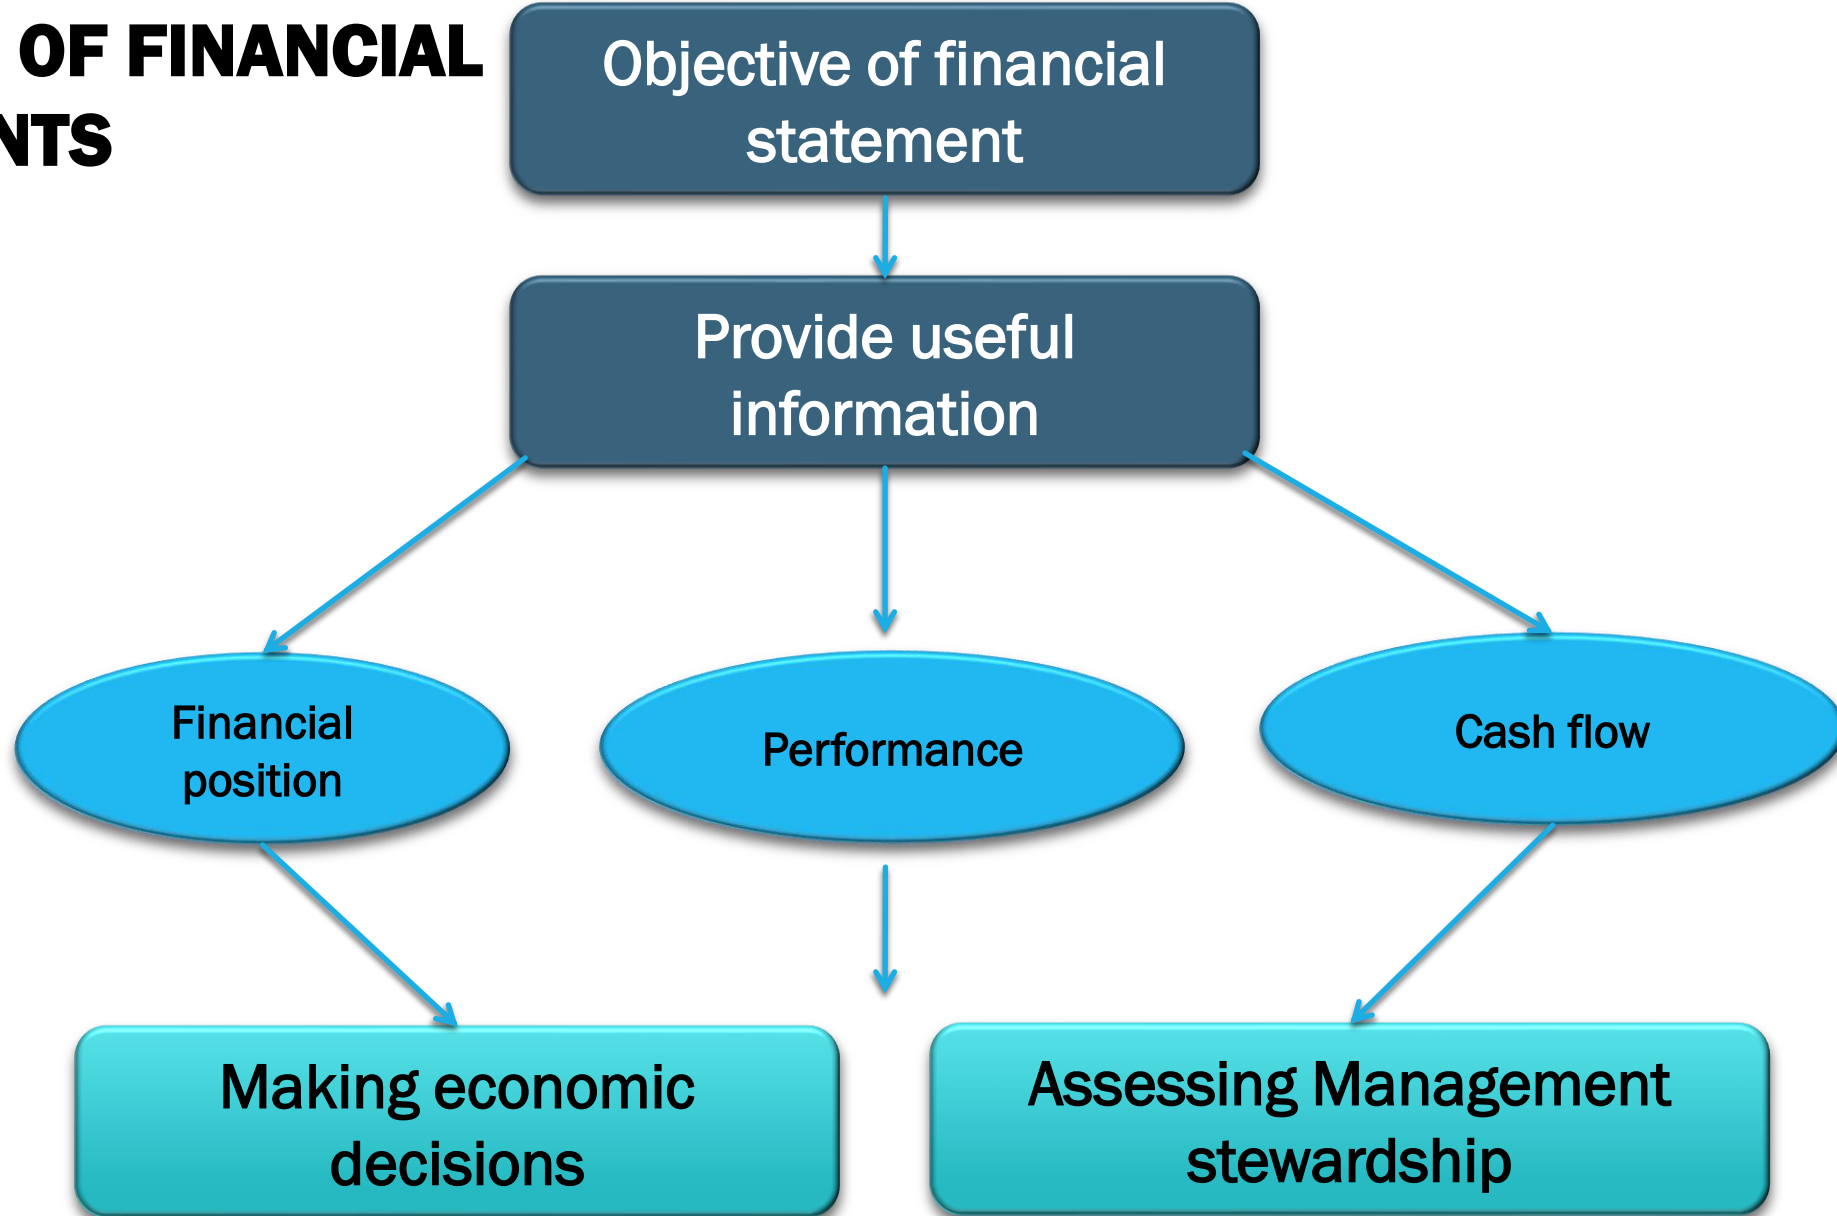 OF FINANCIAL
NTS
Objective of financial
statement
Provide useful
information
Financial
position
Performance
Cash flow
Making economic
decisions
Assessing Management
stewardship